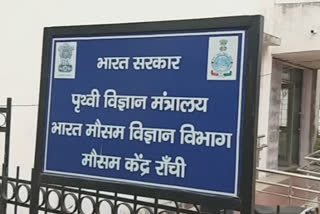 भारत सरकार
पृथ्वी विज्ञान मंत्रालय
भारत मौसम विज्ञान विभाग
मौसम केंद्र राँची